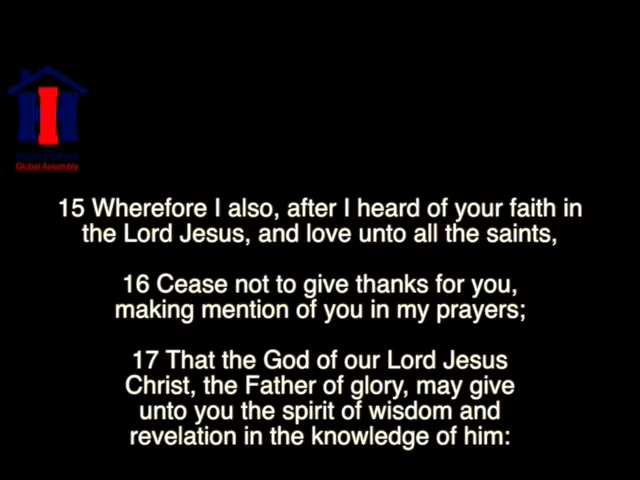 Global Assembly
15 Wherefore I also, after I heard of your faith in
the Lord Jesus, and love unto all the saints,
16 Cease not to give thanks for you,
making mention of you in my prayers;
17 That the God of our Lord Jesus
Christ, the Father of glory, may give
unto you the spirit of wisdom and
revelation in the knowledge of him: